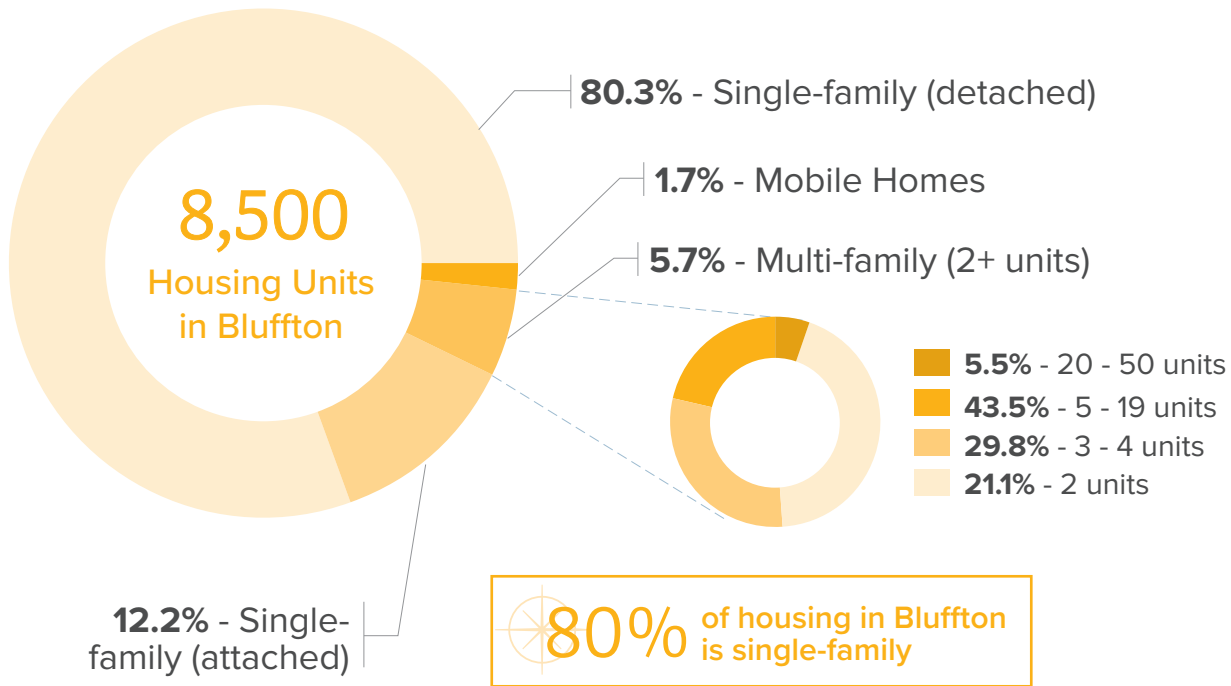 80.3% - Single-family (detached)
1.7% - Mobile Homes
5.7% - Multi-family (2+ units)
8,500
Housing Units
in Bluffton
5.5% - 20 - 50 units
43.5% - 5 - 19 units
29.8% - 3 - 4 units
21.1% - 2 units
12.2% - Single-
family (attached)
80% of housing in Bluffton
is single-family